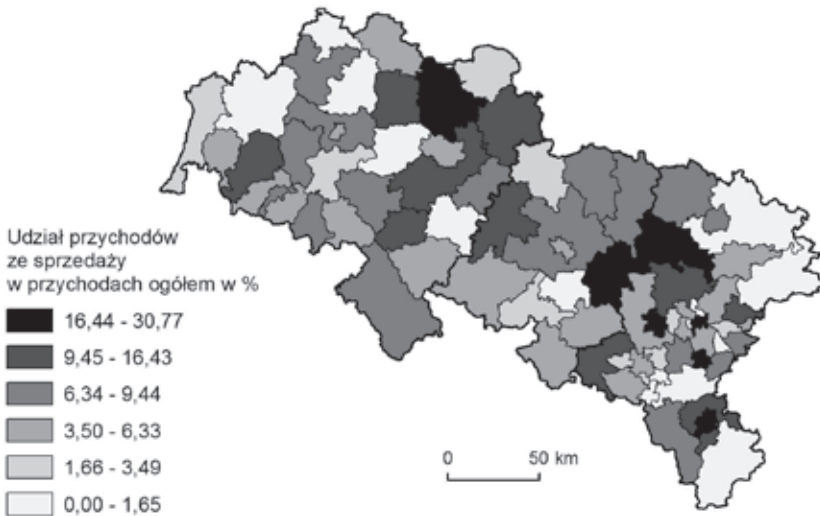 Udział przychodów
ze sprzedaży
w przychodach ogółem w %
16,44 - 30,77
9,45 - 16,43
6,34 - 9,44
3,50 - 6,33
1,66 - 3,49
0,00 - 1,65
0 50 km